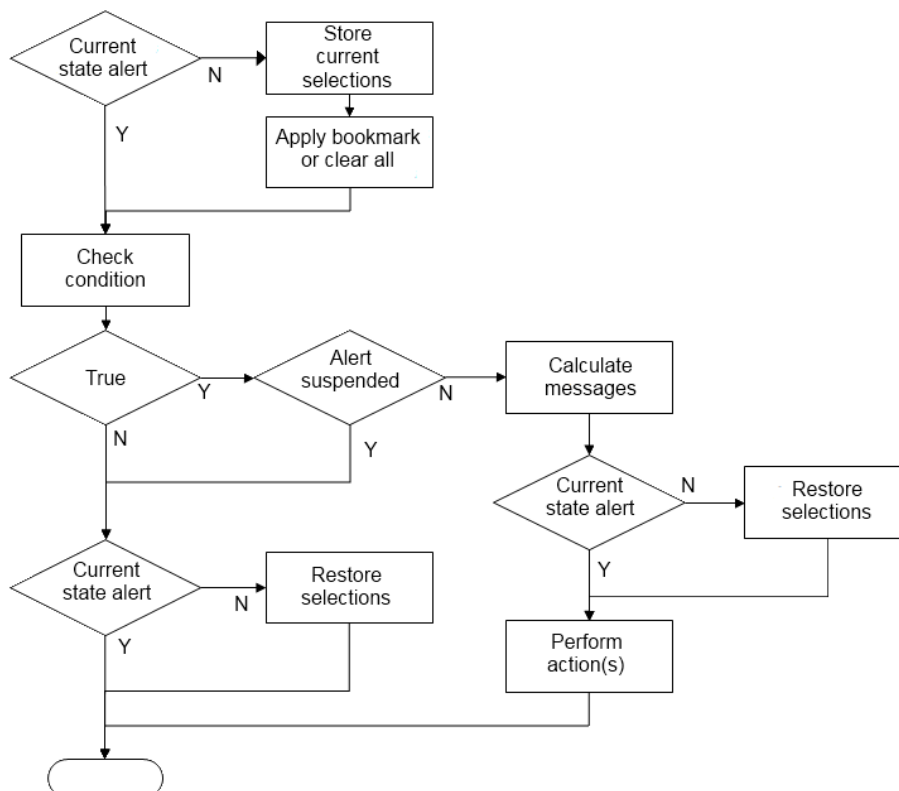 Current
state alert
N
Store
current
selections
Y
Apply bookmark
or clear all
Check
condition
True
Y
Alert
suspended
N
Calculate
messages
N
Y
Current
state alert
N
Restore
selections
Y
Current
state alert
N
Restore
selections
Y
Perform
action(s)